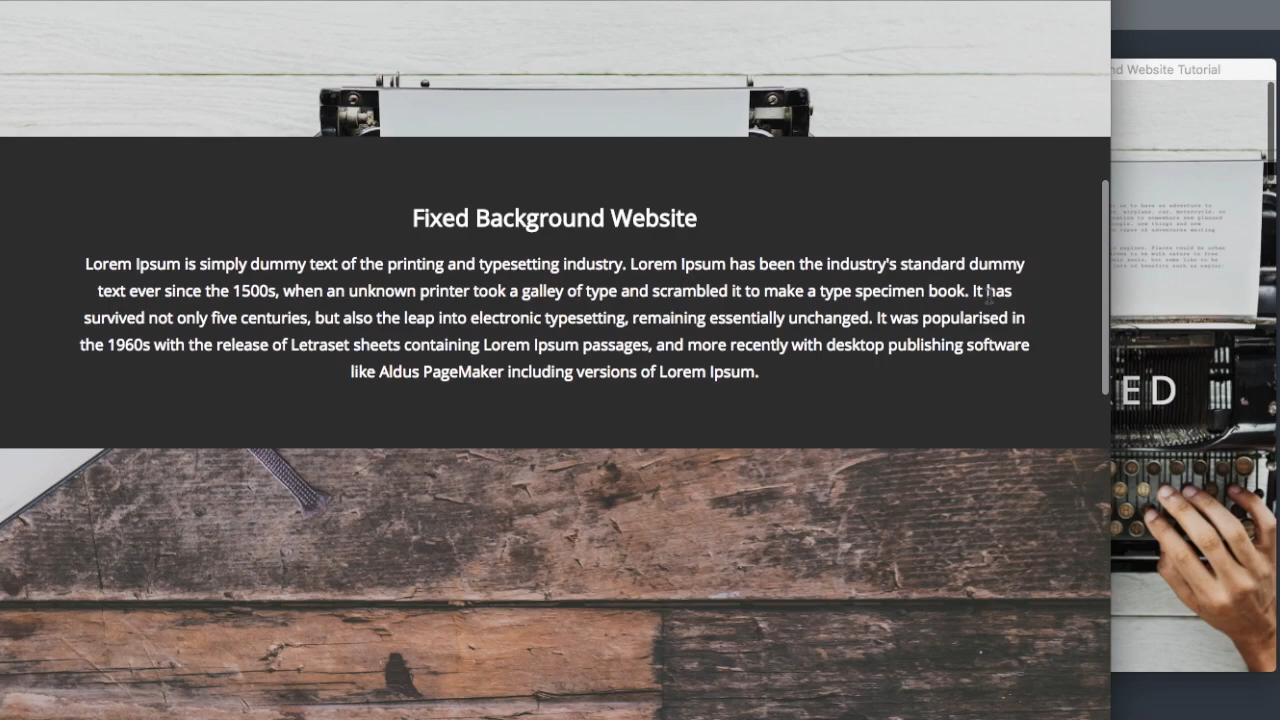 nd Website Tutorial
Fixed Background Website
Lorem Ipsum is simply dummy text of the printing and typesetting industry. Lorem Ipsum has been the industry's standard dummy
text ever since the 1500s, when an unknown printer took a galley of type and scrambled it to make a type specimen book. It has
survived not only five centuries, but also the leap into electronic typesetting, remaining essentially unchanged. It was popularised in
the 1960s with the release of Letraset sheets containing Lorem Ipsum passages, and more recently with desktop publishing software
like Aldus PageMaker including versions of Lorem Ipsum.
ED